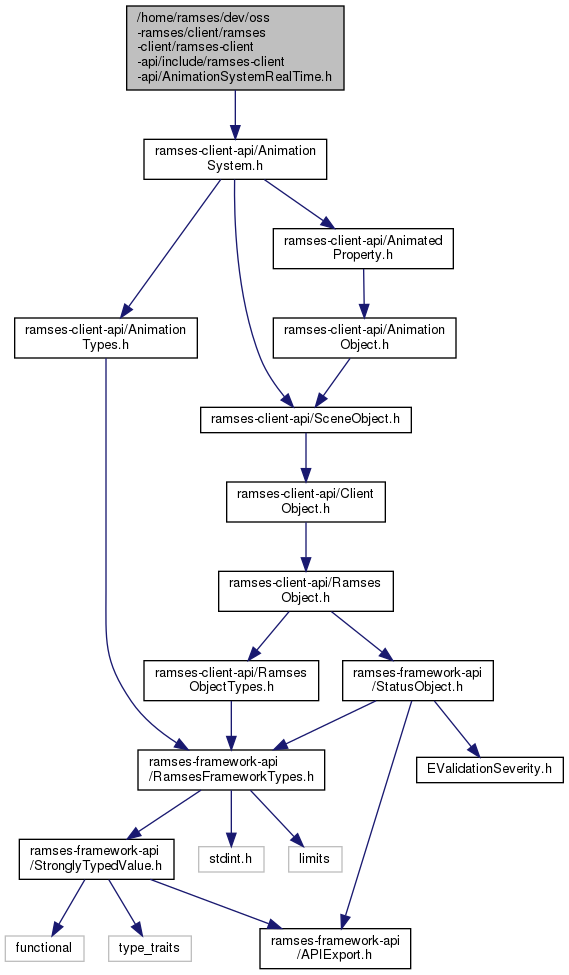 /home/ramses/dev/oss
-ramses/client/ramses
-client/ramses-client
-api/include/ramses-client
-api/AnimationSystemRealTime.h
ramses-client-api/Animation
System.h
ramses-client-api/Animated
Property.h
ramses-client-api/Animation
Types.h
ramses-client-api/Animation
Object.h
ramses-client-api/SceneObject.h
ramses-client-api/Client
Object.h
ramses-client-api/Ramses
Object.h
ramses-client-api/Ramses
ObjectTypes.h
ramses-framework-api
/StatusObject.h
ramses-framework-api
/RamsesFrameworkTypes.h
EValidationSeverity.h
ramses-framework-api
/StronglyTypedValue.h
stdint.h
limits
functional
type_traits
ramses-framework-api
/APIExport.h